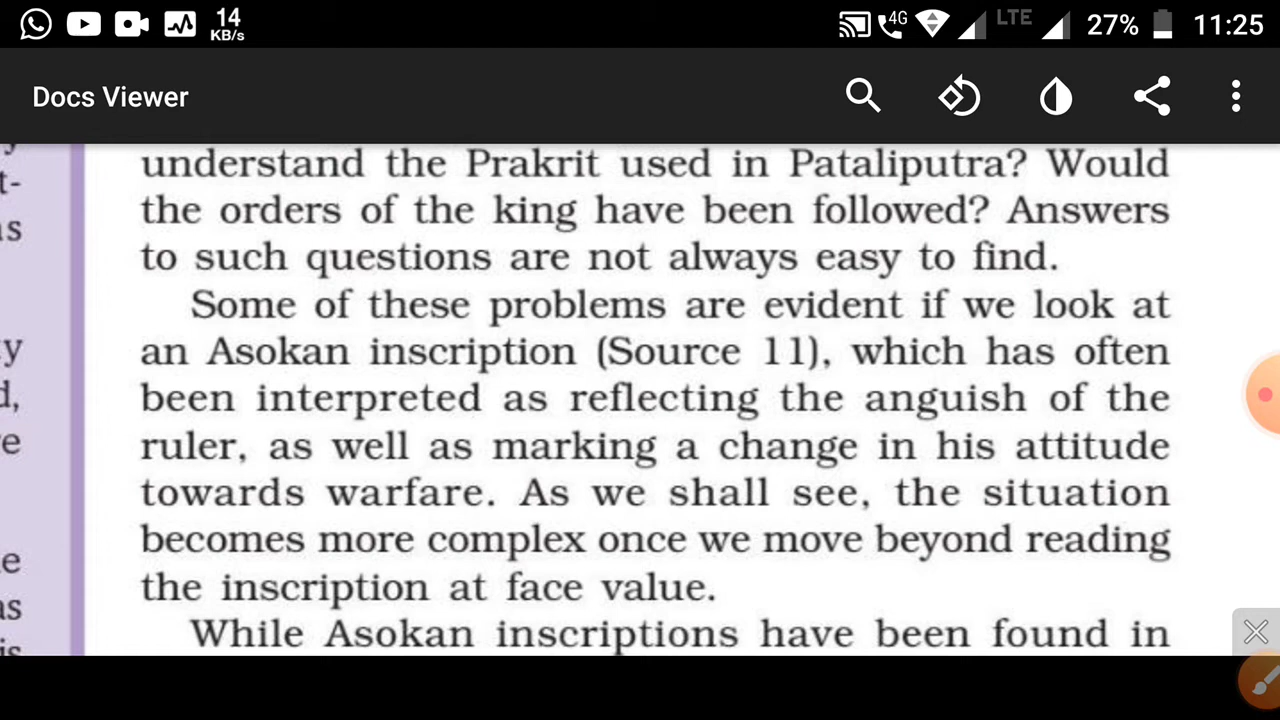 14
KB/s
4G
LTE
27%
11:25
Docs Viewer
understand the Prakrit used in Pataliputra? Would
the orders of the king have been followed? Answers
to such questions are not always easy to find.
Some of these problems are evident if we look at
an Asokan inscription (Source 11), which has often
been interpreted as reflecting the anguish of the
ruler, as well as marking a change in his attitude
towards warfare. As we shall see, the situation
becomes more complex once we move beyond reading
the inscription at face value.
While Asokan inscriptions have been found in